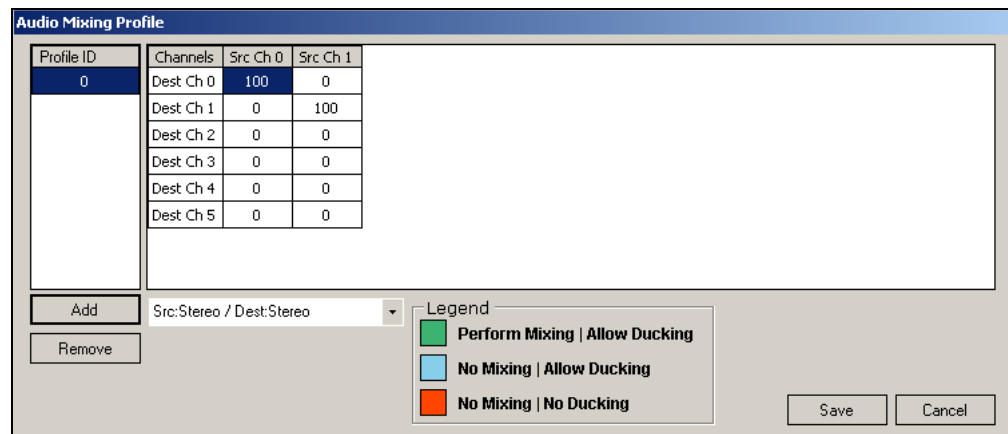 Audio Mixing Profile
Profile ID
0
Channels Src Ch 0 Src Ch 1
Dest Ch 0 100 0
Dest Ch 1 0 100
Dest Ch 2 0 0
Dest Ch 3 0 0
Dest Ch 4 0 0
Dest Ch 5 0 0
Add
Remove
Src:Stereo / Dest:Stereo
Legend
Perform Mixing | Allow Ducking
No Mixing | Allow Ducking
No Mixing | No Ducking
Save Cancel